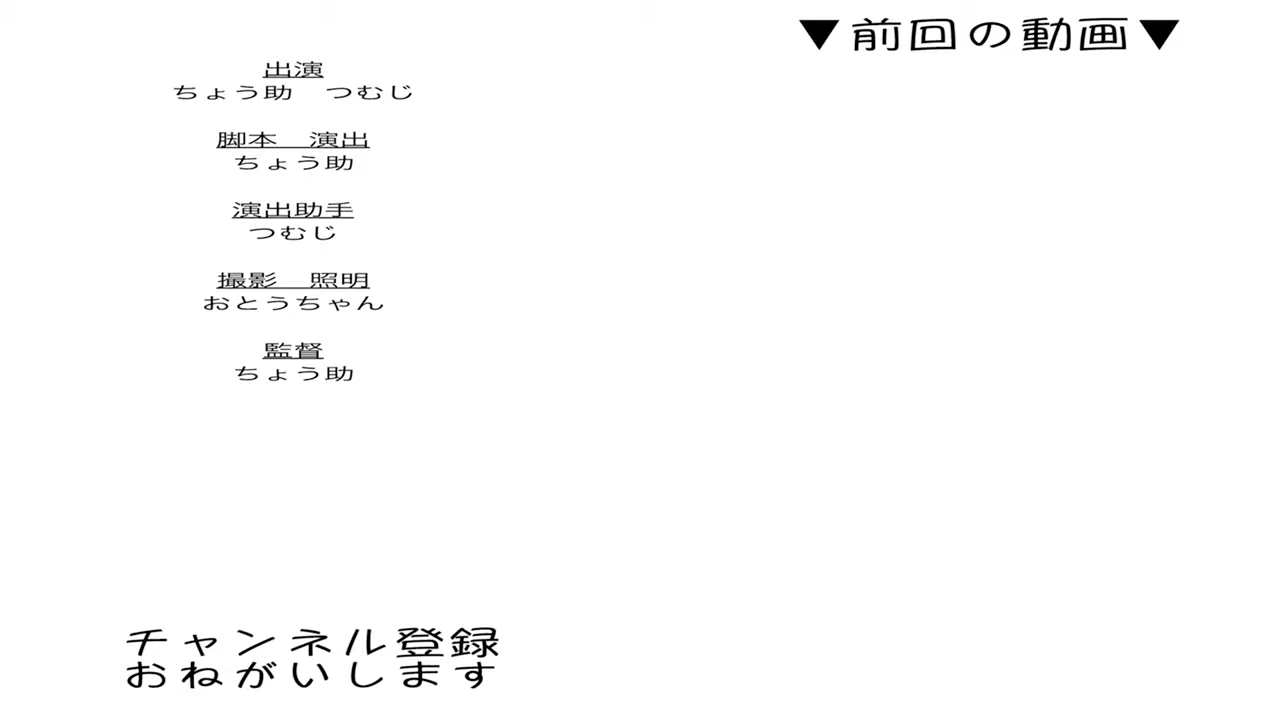 ▼前回の動画▼
出演
ちょう助　つむじ
脚本　演出
ちょう助
演出助手
つむじ
撮影　照明
おとうちゃん
監督
ちょう助
チャンネル登録
おねがいします